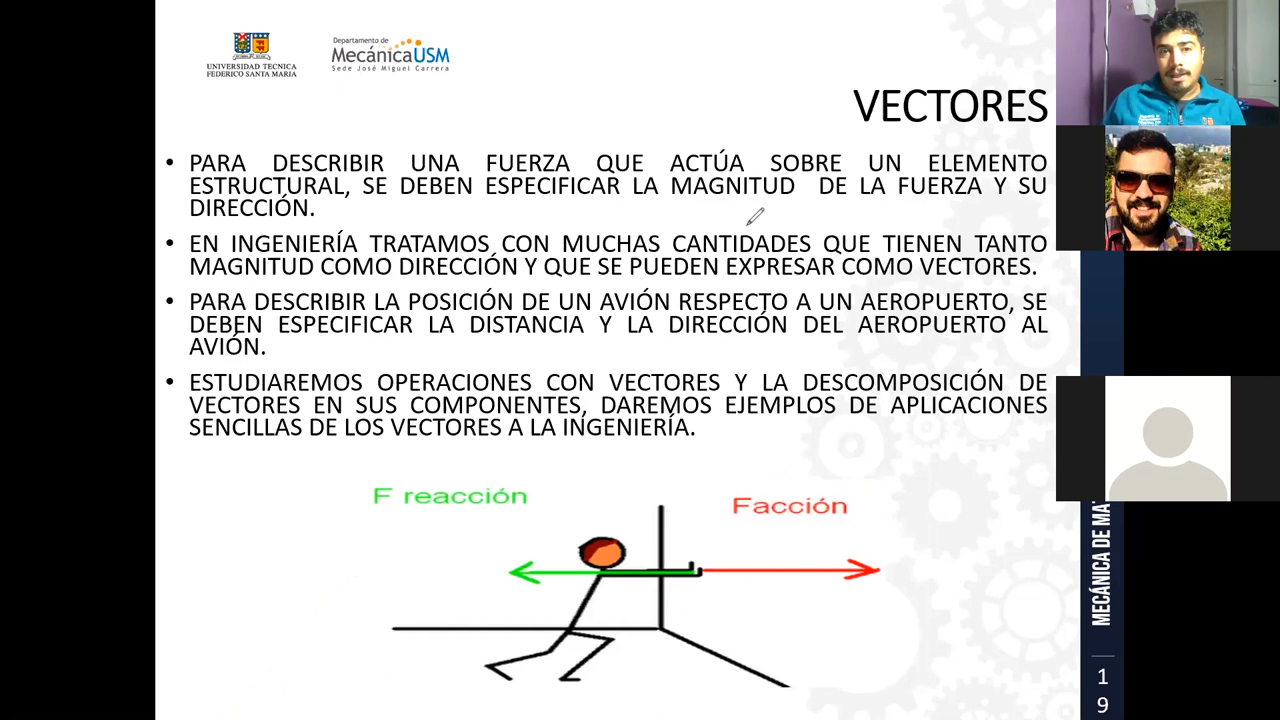 UNIVERSIDAD TECNICA
FEDERICO SANTA MARIA
Departamento de
MecánicaUSM
Sede José Miguel Carrera
VECTORES
• PARA DESCRIBIR UNA FUERZA QUE ACTÚA SOBRE UN ELEMENTO
ESTRUCTURAL, SE DEBEN ESPECIFICAR LA MAGNITUD DE LA FUERZA Y SU
DIRECCIÓN.
• EN INGENIERÍA TRATAMOS CON MUCHAS CANTIDADES QUE TIENEN TANTO
MAGNITUD COMO DIRECCIÓN Y QUE SE PUEDEN EXPRESAR COMO VECTORES.
• PARA DESCRIBIR LA POSICIÓN DE UN AVIÓN RESPECTO A UN AEROPUERTO, SE
DEBEN ESPECIFICAR LA DISTANCIA Y LA DIRECCIÓN DEL AEROPUERTO AL
AVIÓN.
• ESTUDIAREMOS OPERACIONES CON VECTORES Y LA DESCOMPOSICIÓN DE
VECTORES EN SUS COMPONENTES, DAREMOS EJEMPLOS DE APLICACIONES
SENCILLAS DE LOS VECTORES A LA INGENIERÍA.
F reacción
Facción
MECÁNICA DE MA
1
9